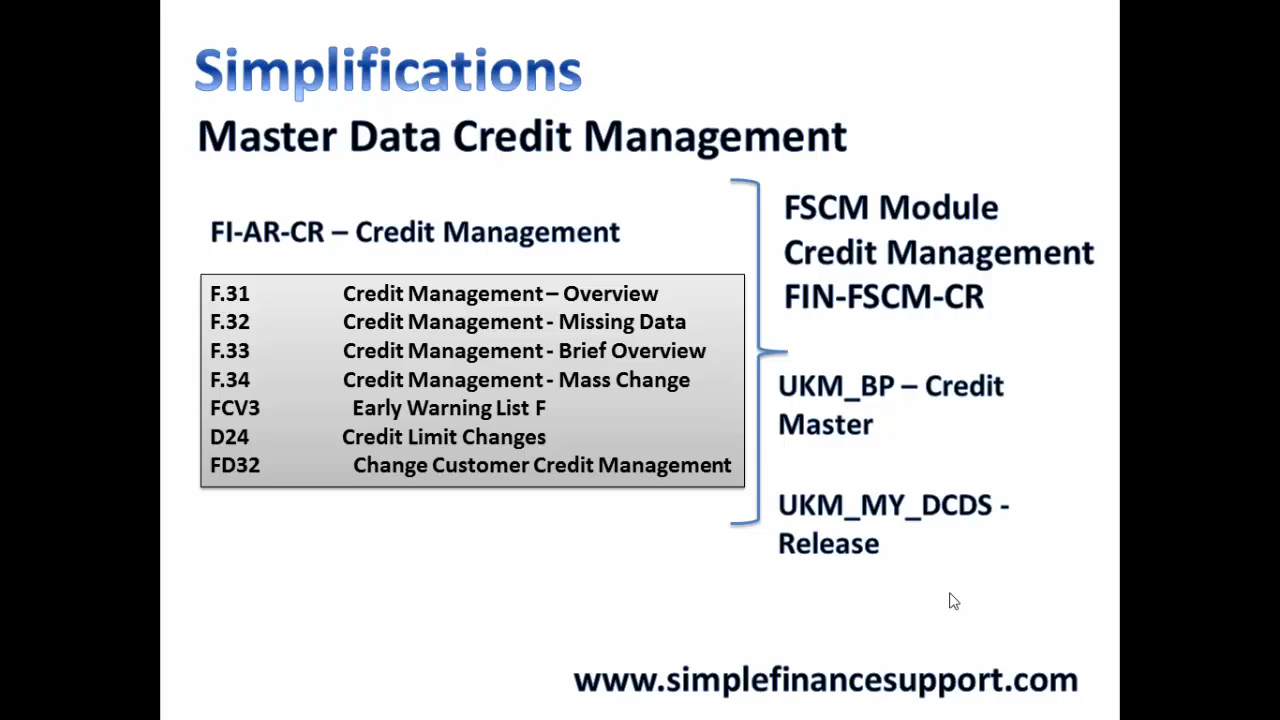 Simplifications
Master Data Credit Management
FI-AR-CR – Credit Management
F.31 Credit Management – Overview
F.32 Credit Management - Missing Data
F.33 Credit Management - Brief Overview
F.34 Credit Management - Mass Change
FCV3 Early Warning List F
D24 Credit Limit Changes
FD32 Change Customer Credit Management
FSCM Module
Credit Management
FIN-FSCM-CR
UKM_BP – Credit
Master
UKM_MY_DCDS -
Release
www.simplefinancesupport.com